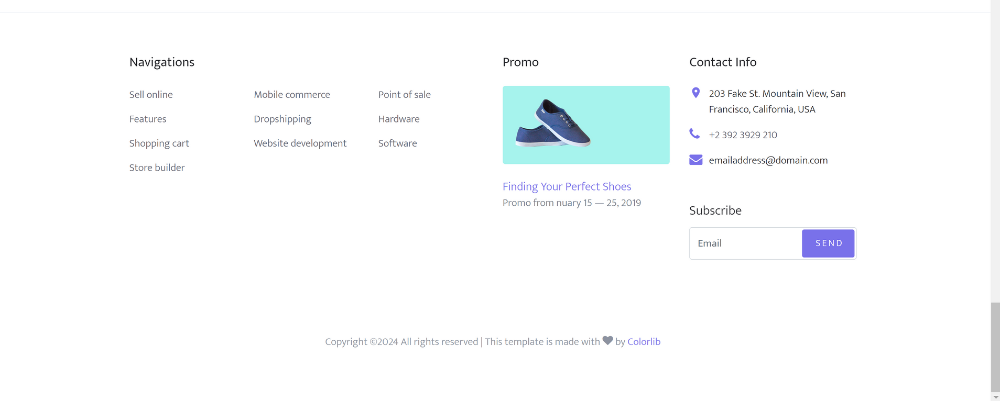 Navigations
Sell online
Features
Shopping cart
Store builder
Mobile commerce
Dropshipping
Website development
Point of sale
Hardware
Software
Promo
Finding Your Perfect Shoes
Promo from nuary 15 — 25, 2019
Contact Info
203 Fake St. Mountain View, San
Francisco, California, USA
+2 392 3929 210
emailaddress@domain.com
Subscribe
Email
SEND
Copyright ©2024 All rights reserved | This template is made with ♥ by Colorlib